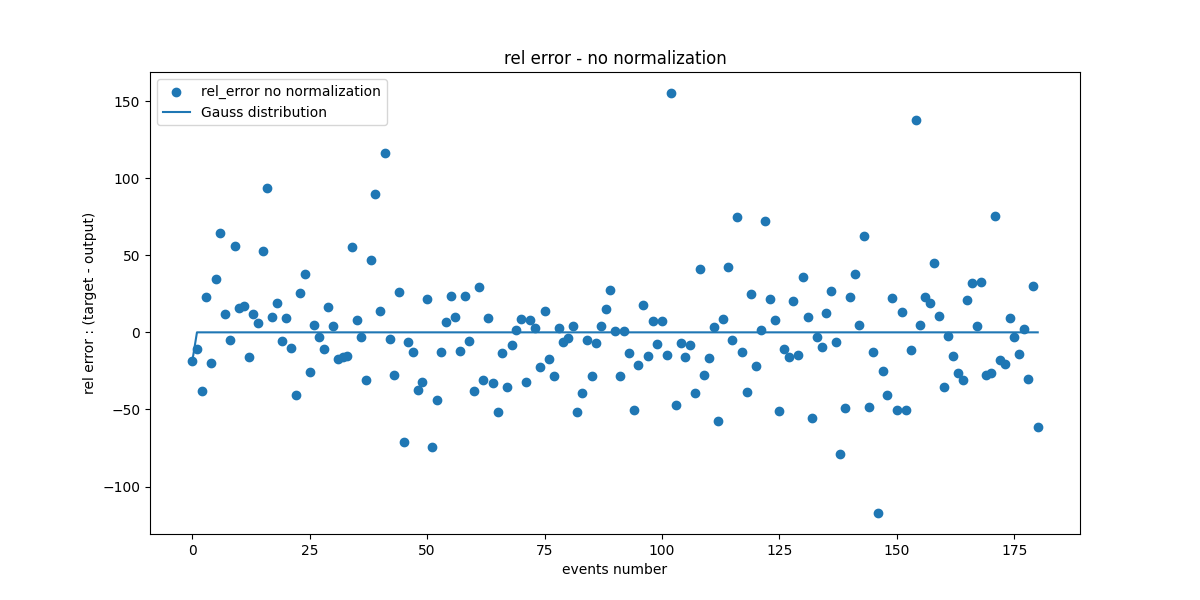 rel error - no normalization
rel_error no normalization
Gauss distribution
rel error : (target - output)
150
100
50
0
−50
−100
0
25
50
75
100
125
150
175
events number